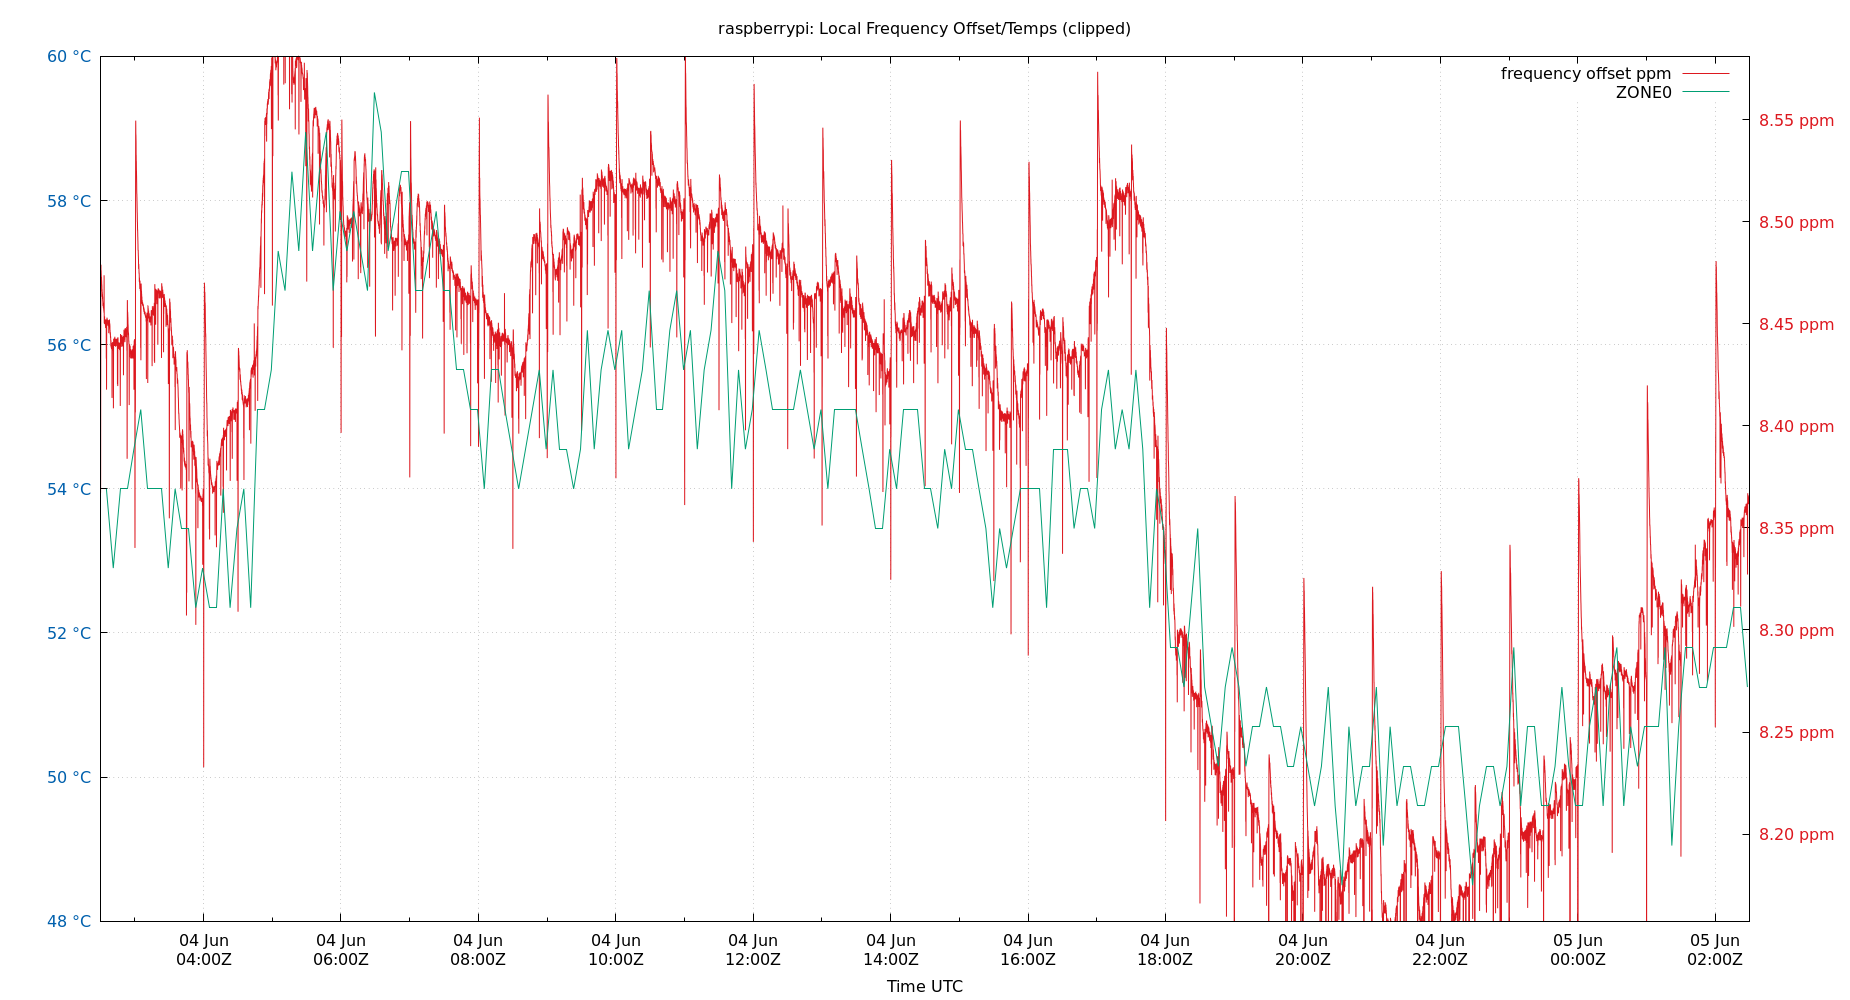 raspberrypi: Local Frequency Offset/Temps (clipped)
60 °C
58 °C
56 °C
54 °C
52 °C
50 °C
48 °C
frequency offset ppm
ZONE0
8.55 ppm
8.50 ppm
8.45 ppm
8.40 ppm
8.35 ppm
8.30 ppm
8.25 ppm
8.20 ppm
04 Jun 04 Jun 04 Jun 04 Jun 04 Jun 04 Jun 04 Jun 04 Jun 04 Jun 04 Jun 05 Jun 05 Jun
04:00Z 06:00Z 08:00Z 10:00Z 12:00Z 14:00Z 16:00Z 18:00Z 20:00Z 22:00Z 00:00Z 02:00Z
Time UTC